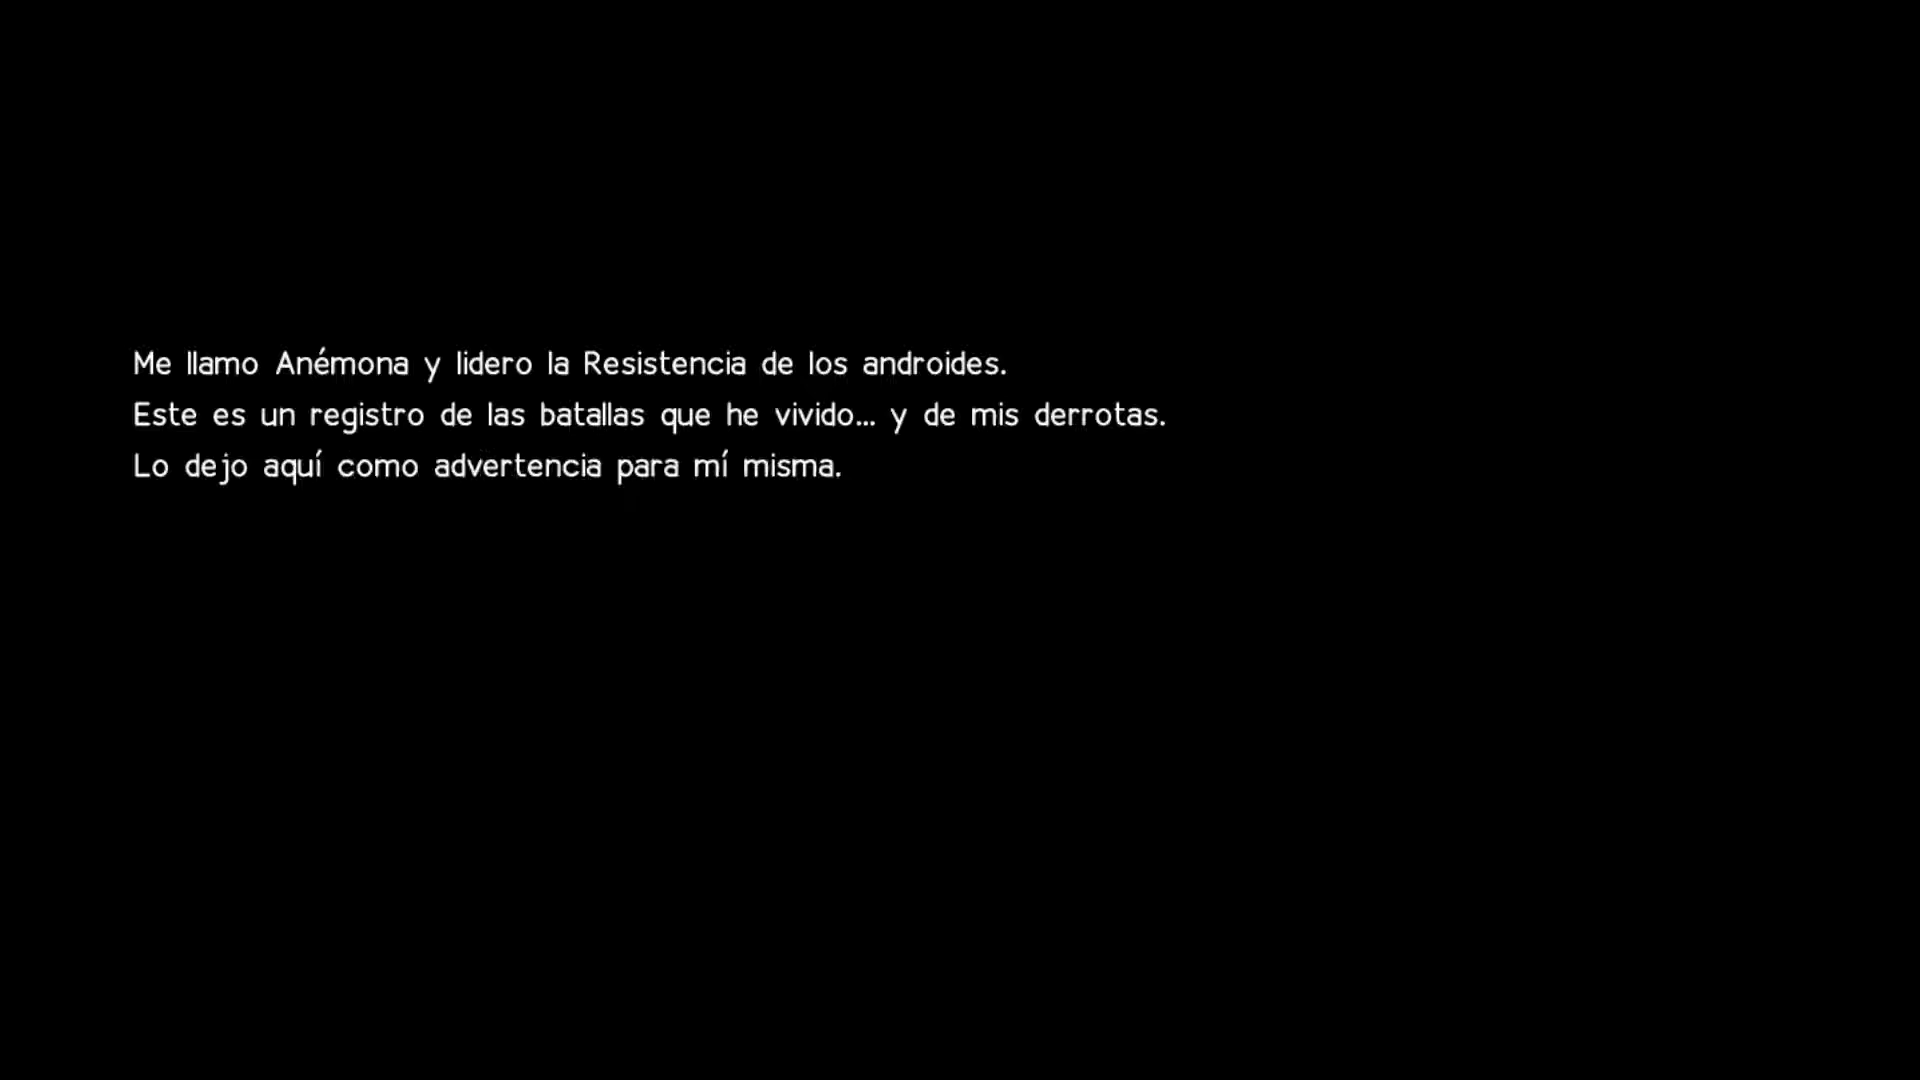 Me llamo Anémona y lidero la Resistencia de los androides.
Este es un registro de las batallas que he vivido... y de mis derrotas.
Lo dejo aquí como advertencia para mí misma.